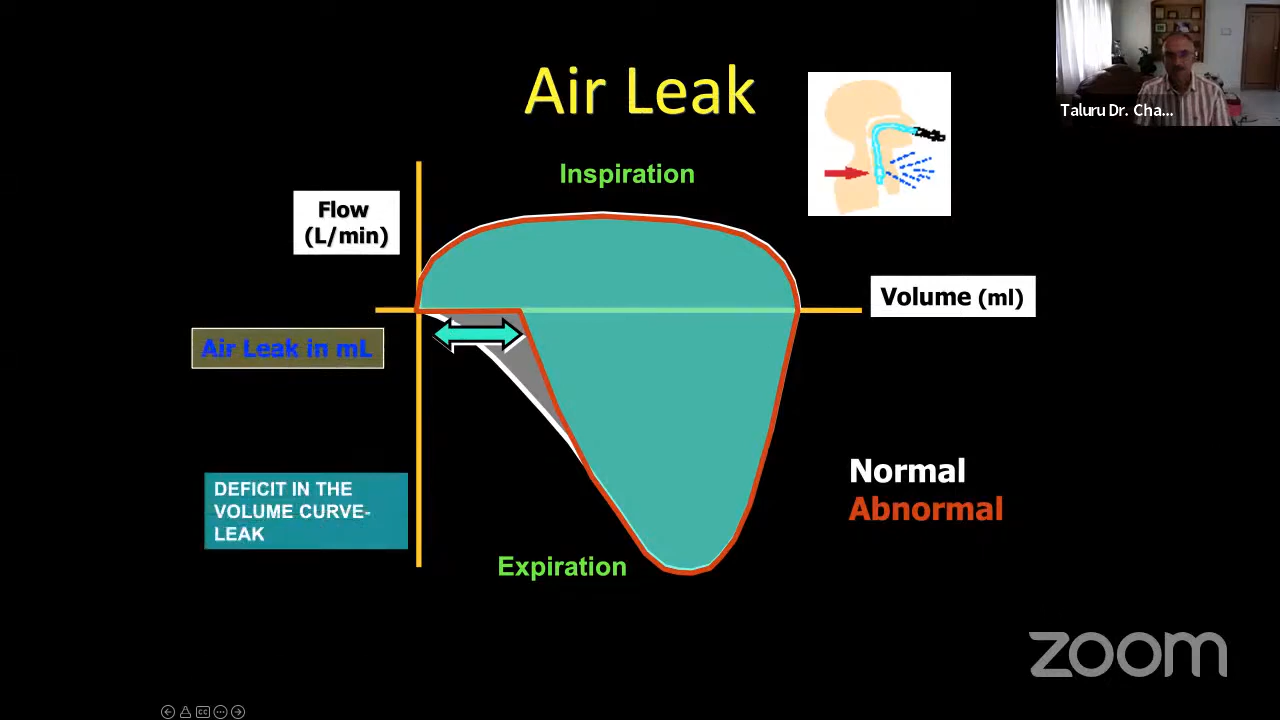 Air Leak
Taluru Dr. Cha...
Inspiration
Flow
(L/min)
Volume (ml)
Air Leak in mL
Normal
Abnormal
DEFICIT IN THE
VOLUME CURVE-
LEAK
Expiration
zoom
CC